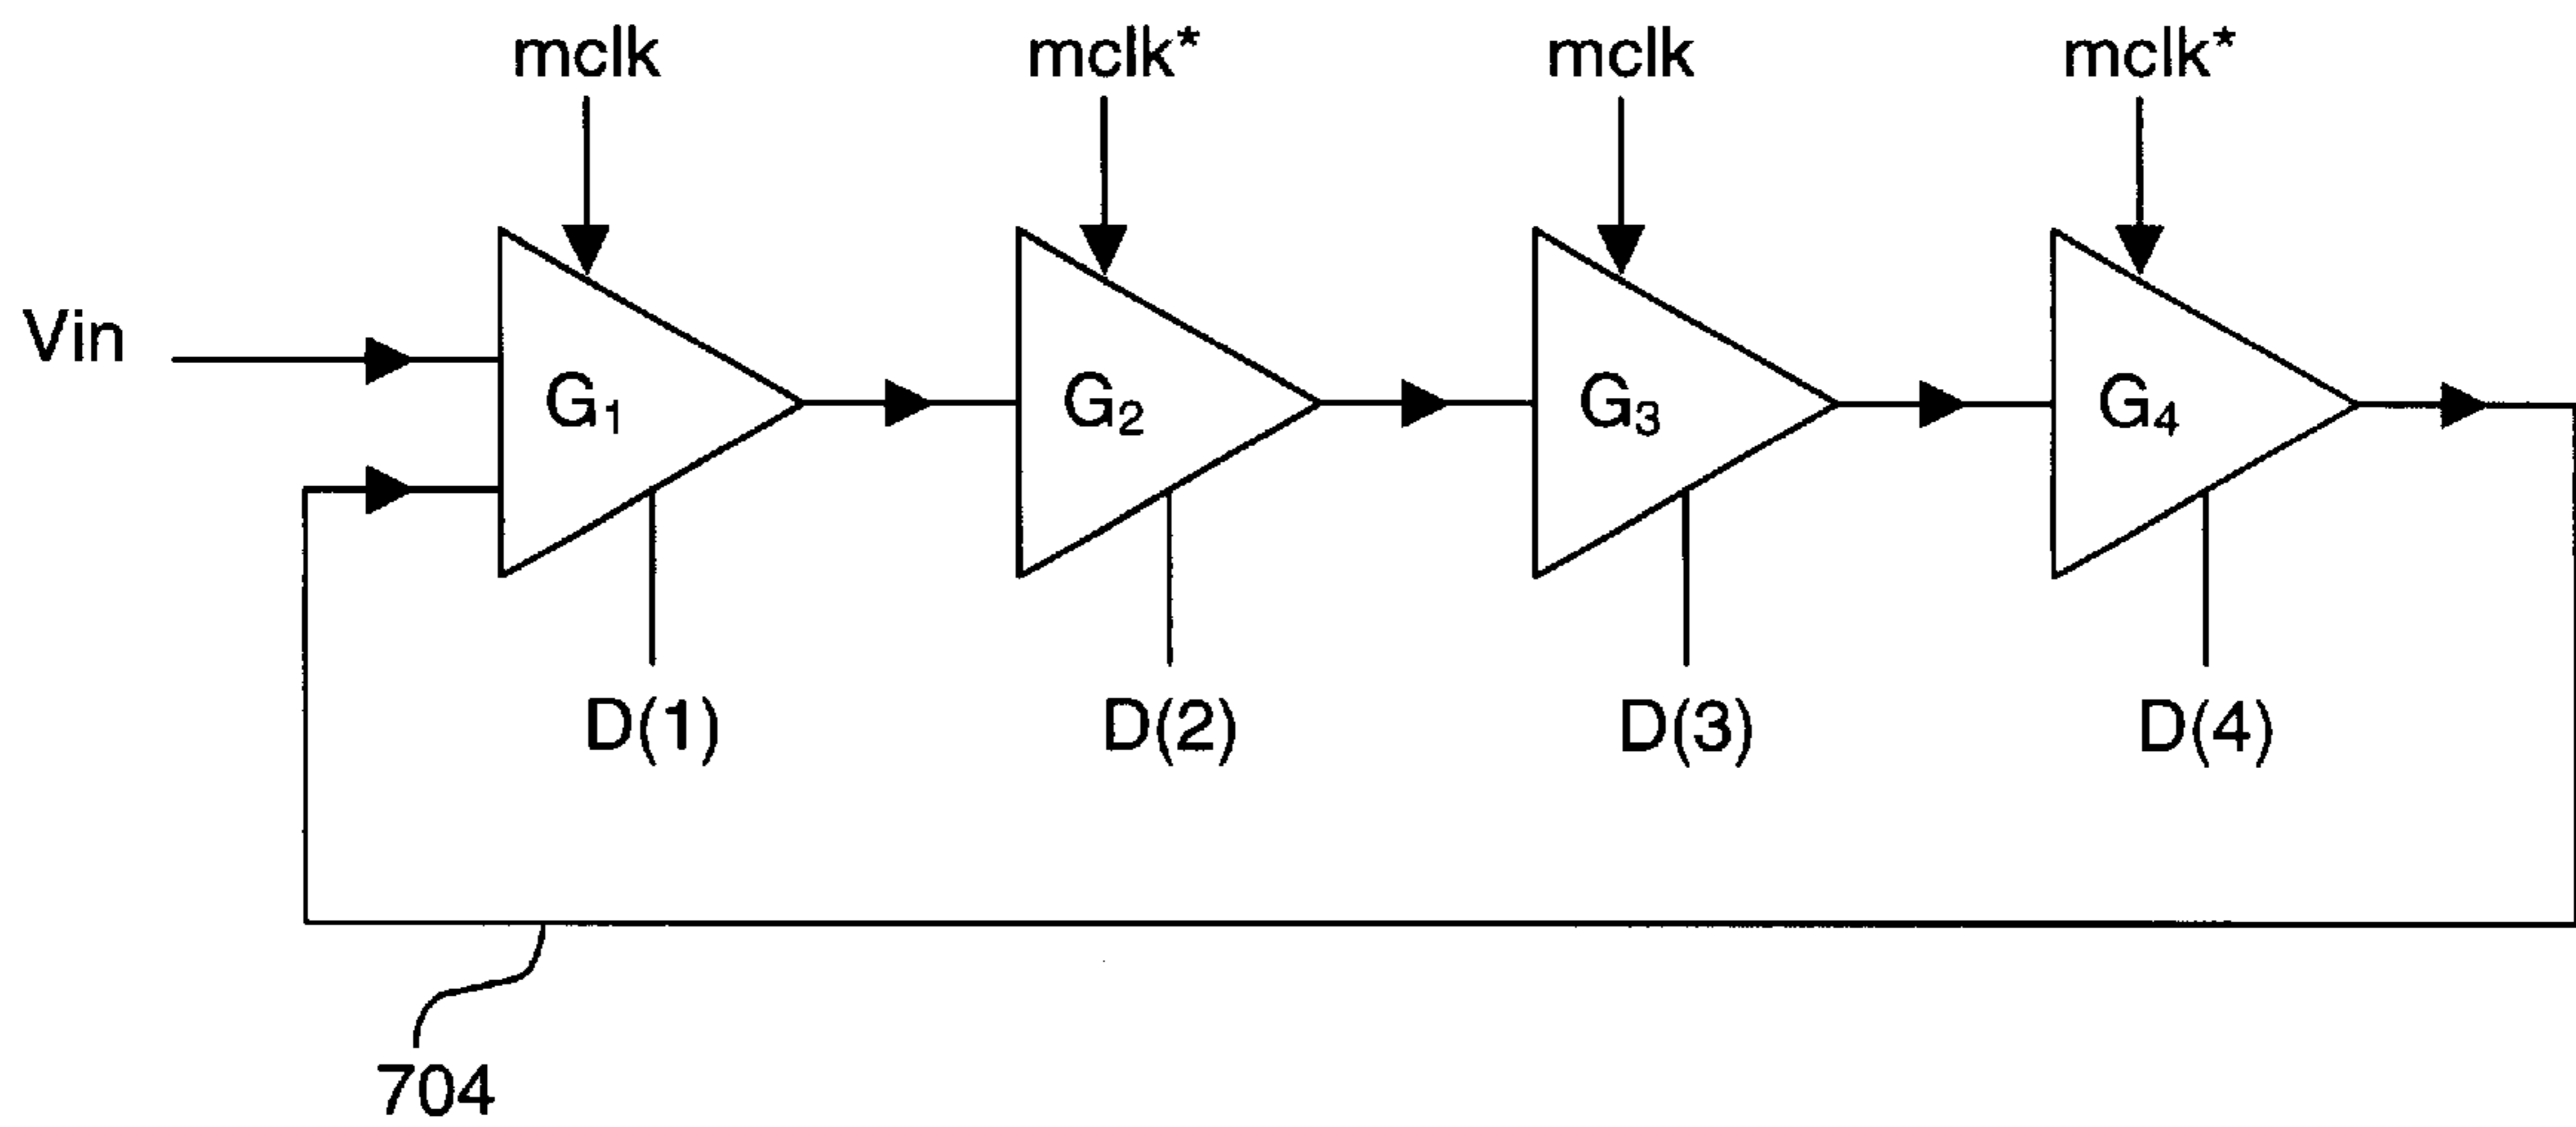 mclk mclk* mclk mclk*
Vin
G₁ G₂ G₃ G₄
D(1) D(2) D(3) D(4)
704